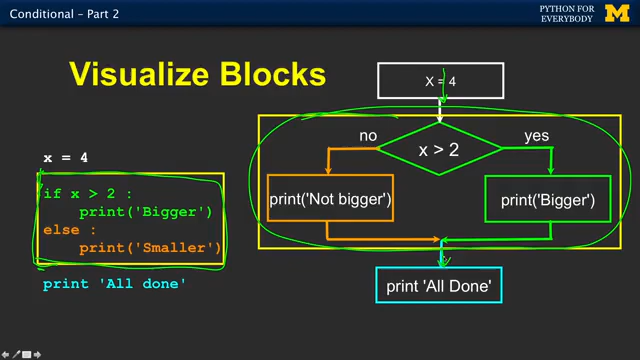 Conditional – Part 2
PYTHON FOR
EVERYBODY
M
Visualize Blocks
X = 4
no
yes
x > 2
print('Not bigger')
print('Bigger')
print 'All Done'
x = 4
if x > 2 :
print('Bigger')
else :
print('Smaller')
print 'All done'